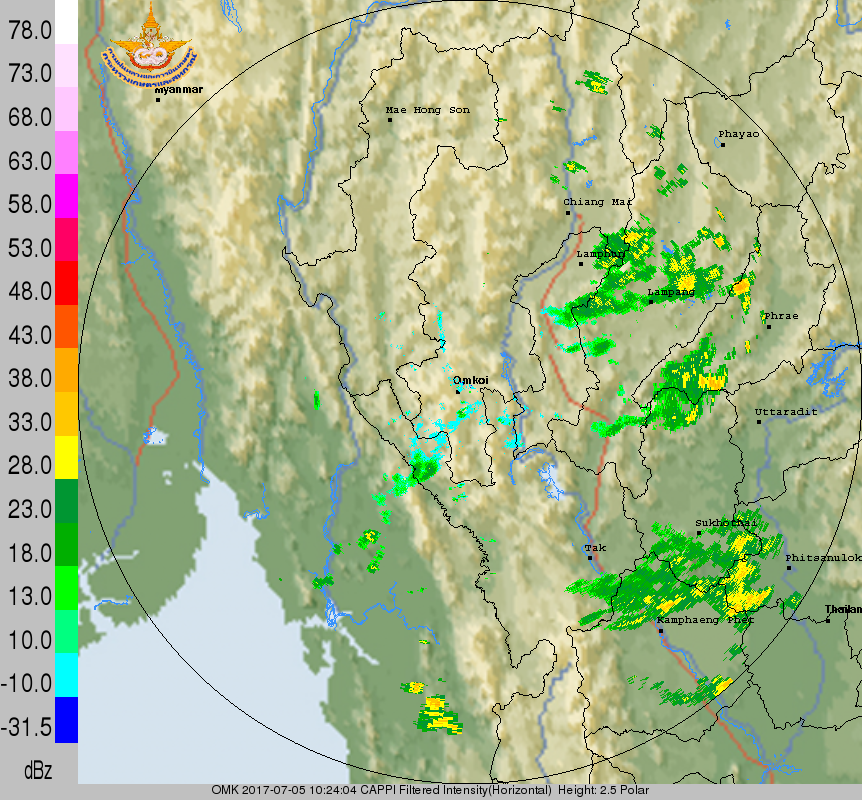 78.0
73.0
68.0
63.0
58.0
53.0
48.0
43.0
38.0
33.0
28.0
23.0
18.0
13.0
10.0
-10.0
-31.5
dBz
Myanmar
Mae Hong Son
Phayao
Chiang Mai
Lamphun
Lampang
Phrae
Omkoi
Uttaradit
Sukhothai
Tak
Phitsanulok
Kamphaeng Phet
OMK 2017-07-05 10:24:04 CAPPI Filtered Intensity(Horizontal) Height: 2.5 Polar